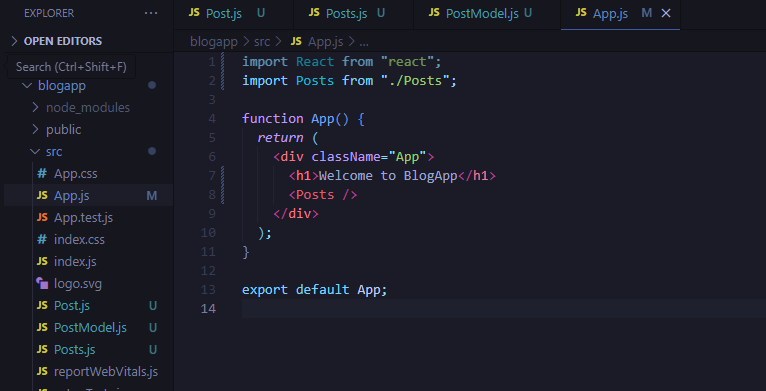 EXPLORER ...
OPEN EDITORS
Search (Ctrl+Shift+F)
blogapp
node_modules
public
src
# App.css
JS App.js M
JS App.test.js
# index.css
JS index.js
logo.svg
JS Post.js U
JS PostModel.js U
JS Posts.js U
JS reportWebVitals.js
JS Post.js U
JS Posts.js U
JS PostModel.js U
JS App.js M ×
blogapp > src > JS App.js > ...
1 import React from "react";
2 import Posts from "./Posts";
3
4 function App() {
5 return (
6 <div className="App">
7 <h1>Welcome to BlogApp</h1>
8 <Posts />
9 </div>
10 );
11 }
12
13 export default App;
14